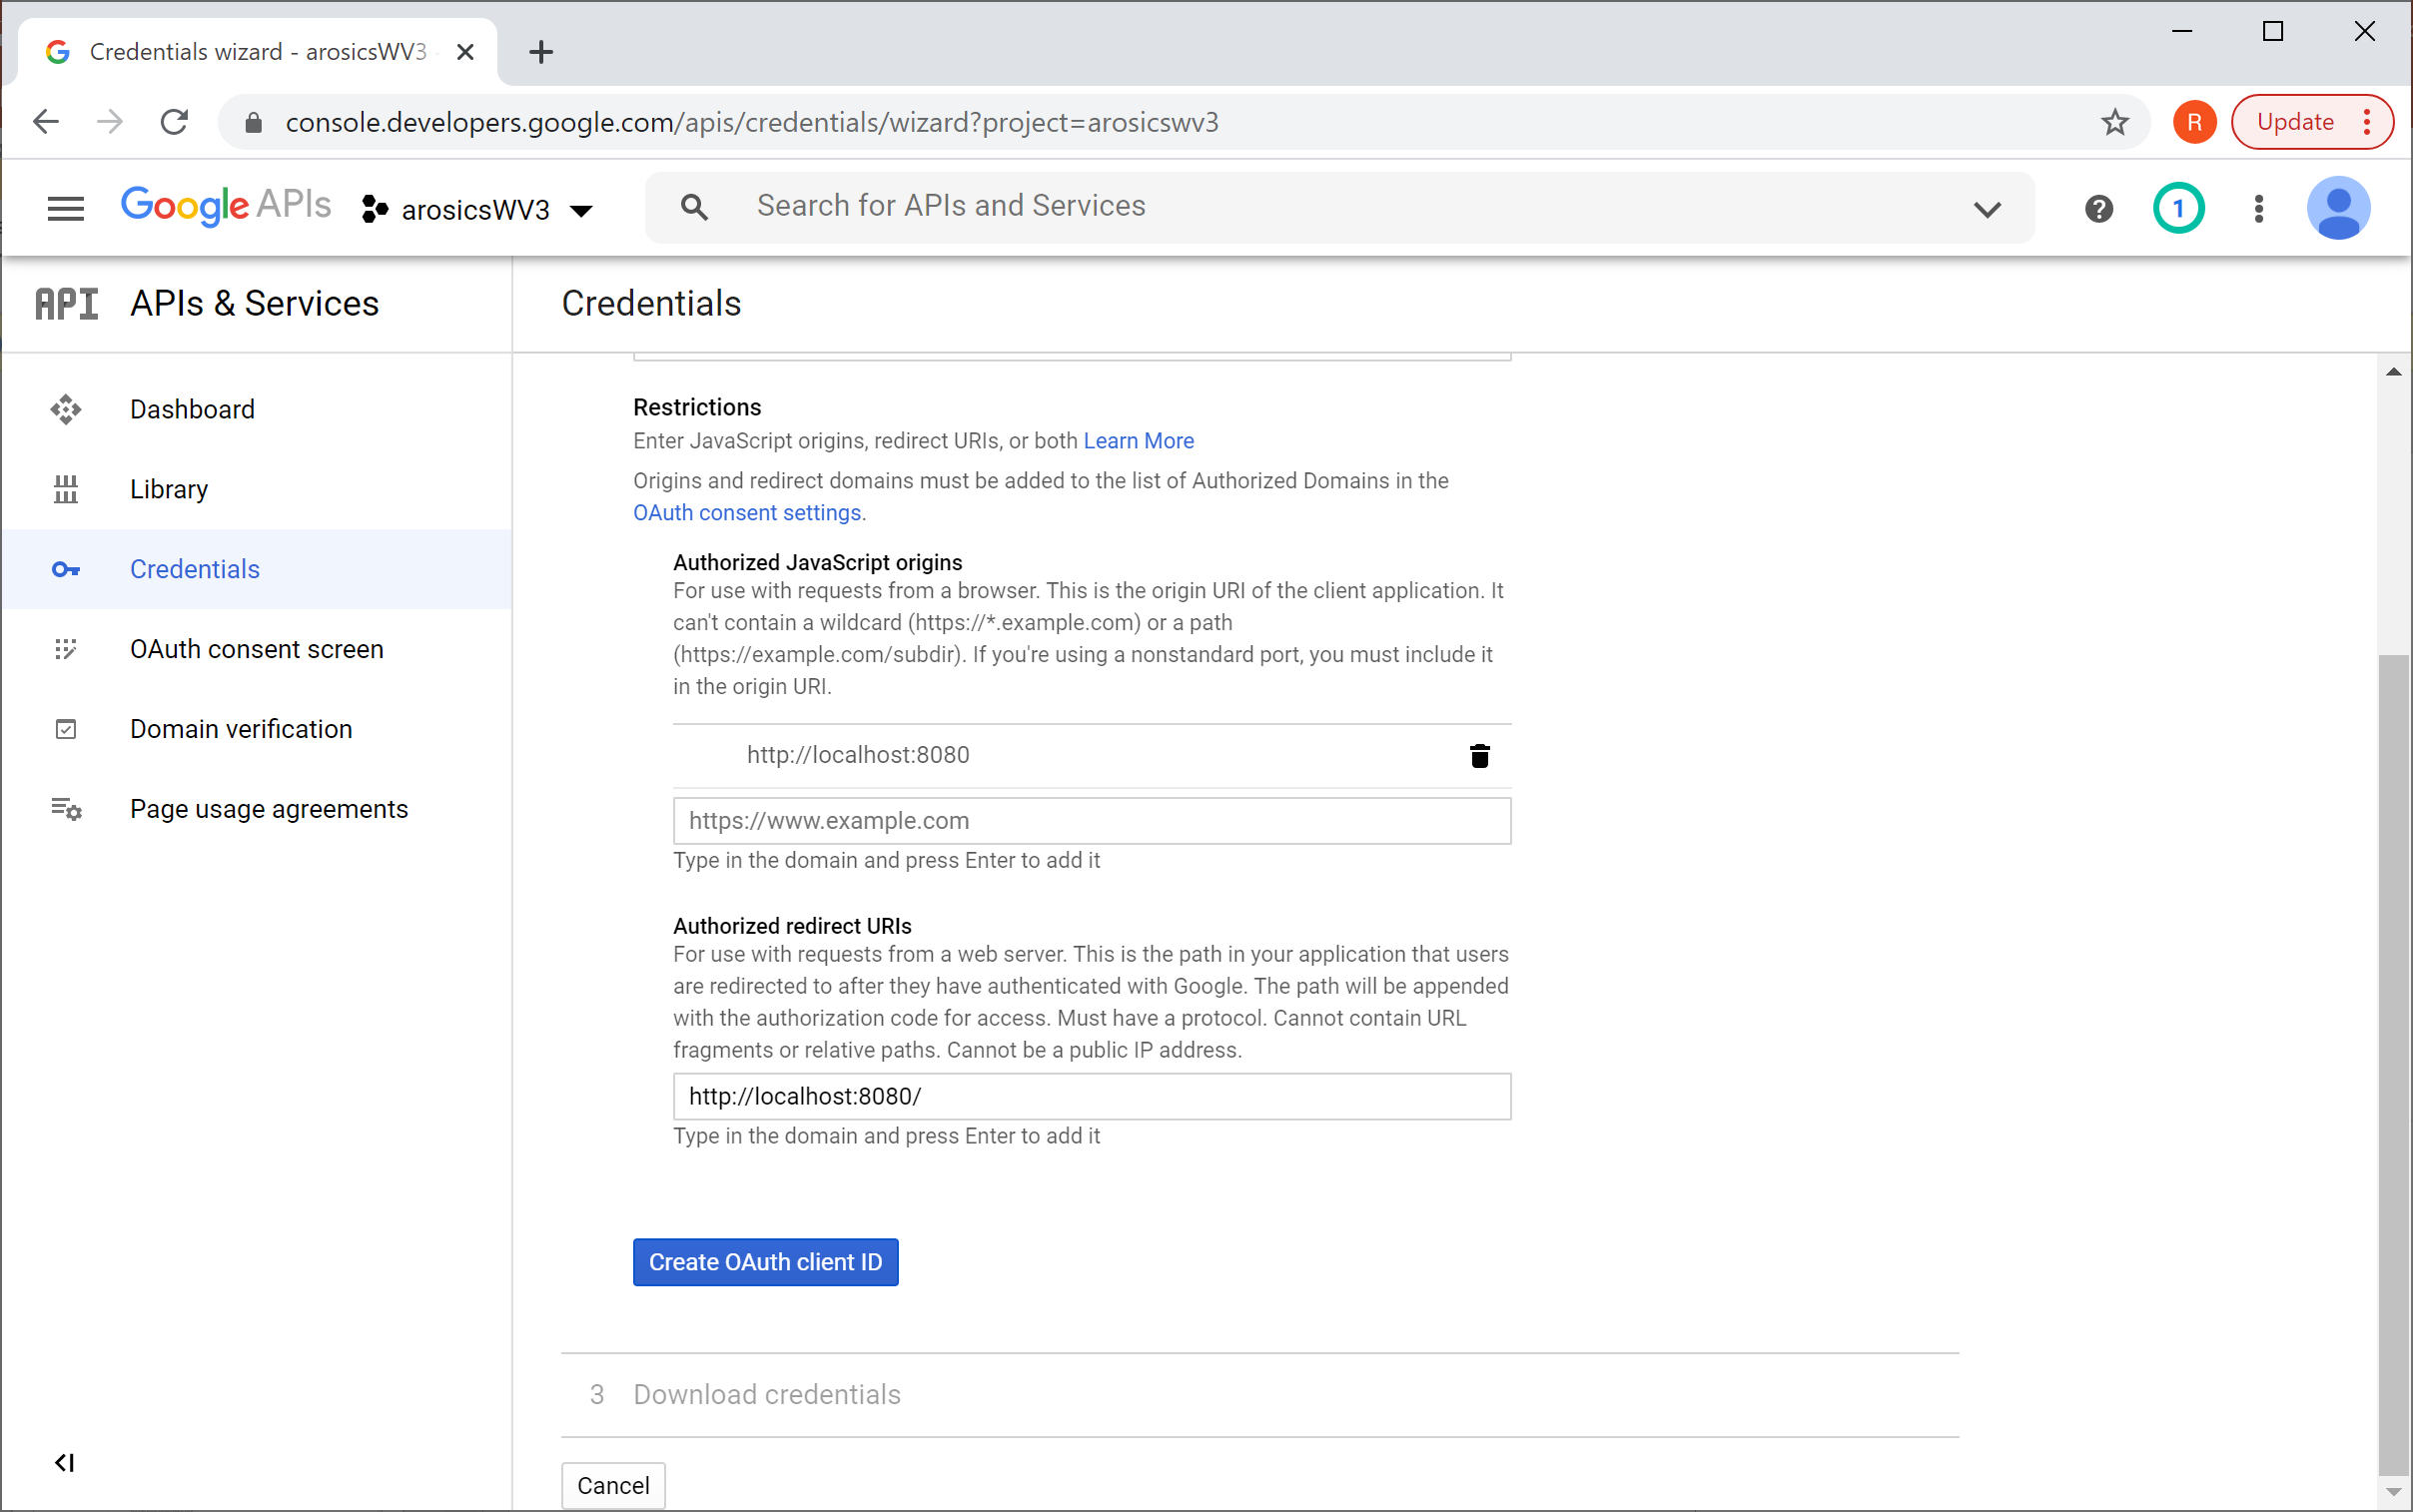 Credentials wizard - arosicsWV3 -
console.developers.google.com/apis/credentials/wizard?project=arosicswv3
R
Update
Google APIs
arosicsWV3
Search for APIs and Services
?
1
API
APIs & Services
Credentials
Dashboard
Library
Credentials
OAuth consent screen
Domain verification
Page usage agreements
Restrictions
Enter JavaScript origins, redirect URIs, or both Learn More
Origins and redirect domains must be added to the list of Authorized Domains in the
OAuth consent settings.
Authorized JavaScript origins
For use with requests from a browser. This is the origin URI of the client application. It
can't contain a wildcard (https://*.example.com) or a path
(https://example.com/subdir). If you're using a nonstandard port, you must include it
in the origin URI.
http://localhost:8080
https://www.example.com
Type in the domain and press Enter to add it
Authorized redirect URIs
For use with requests from a web server. This is the path in your application that users
are redirected to after they have authenticated with Google. The path will be appended
with the authorization code for access. Must have a protocol. Cannot contain URL
fragments or relative paths. Cannot be a public IP address.
http://localhost:8080/
Type in the domain and press Enter to add it
Create OAuth client ID
3 Download credentials
Cancel